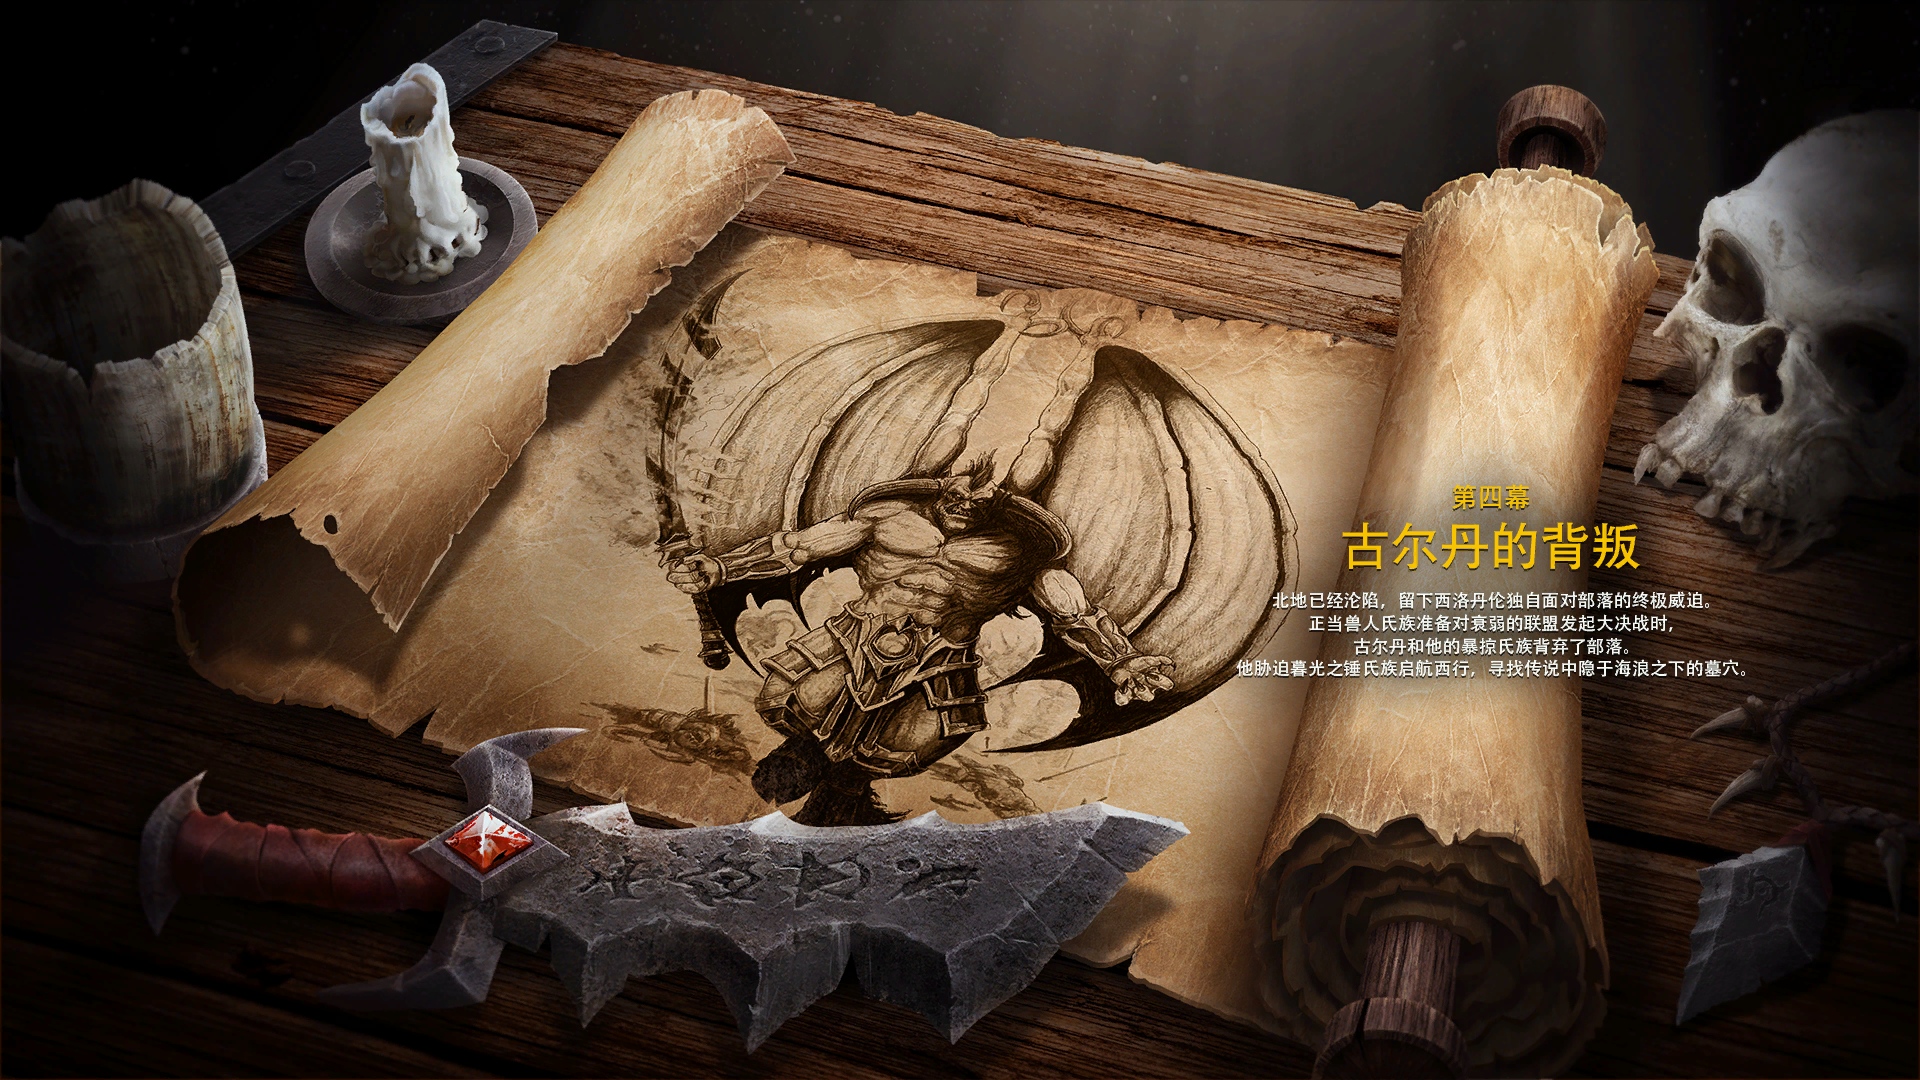 第四幕
古尔丹的背叛
北地已经沦陷，留下西洛丹伦独自面对部落的终极威迫。
正当兽人氏族准备对衰弱的联盟发起大决战时，
古尔丹和他的暴掠氏族背弃了部落。
他胁迫暮光之锤氏族启航西行，寻找传说中隐于海浪之下的墓穴。